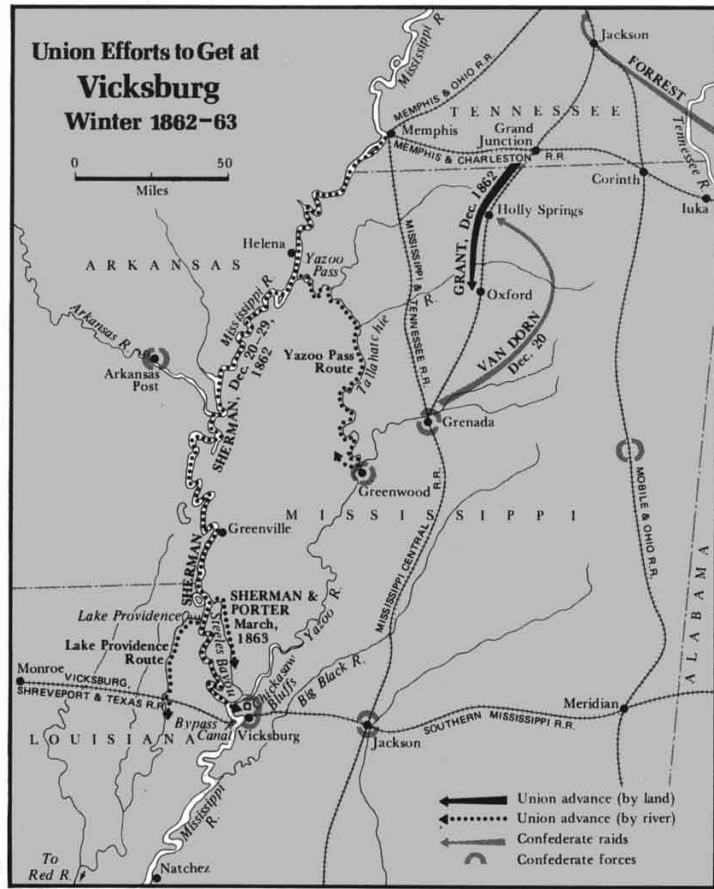 Union Efforts to Get at
Vicksburg
Winter 1862–63
0 50
Miles
Mississippi R.
Jackson
FORREST
MEMPHIS & OHIO R.R.
TENNESSEE
Tennessee R.
Memphis
Grand
Junction
MEMPHIS & CHARLESTON R.R
Corinth
Iuka
GRANT, Dec. 1862
Holly Springs
Helena
Yazoo
Pass
ARKANSAS
Mississippi R.
MISSISSIPPI & TENNESSEE R.R.
Oxford
Arkansas R.
SHERMAN, Dec. 20–29,
1862
Yazoo Pass
Route
Tallahatchie R.
VAN DORN
Dec. 20
Arkansas
Post
Grenada
Greenwood
R.R.
MISSISSIPPI
MOBILE & OHIO R.R.
Greenville
MISSISSIPPI CENTRAL
SHERMAN
SHERMAN &
PORTER
March,
1863
Lake Providence
Steeles Bayou
Yazoo R.
Lake Providence
Route
ALABAMA
Monroe
VICKSBURG,
SHREVEPORT & TEXAS R.R.
Chickasaw
Bluffs
Big Black R.
Meridian
Bypass
Canal
Vicksburg
Jackson
SOUTHERN MISSISSIPPI R.R.
LOUISIANA
Mississippi
R.
Union advance (by land)
Union advance (by river)
Confederate raids
Confederate forces
To
Red R.
Natchez